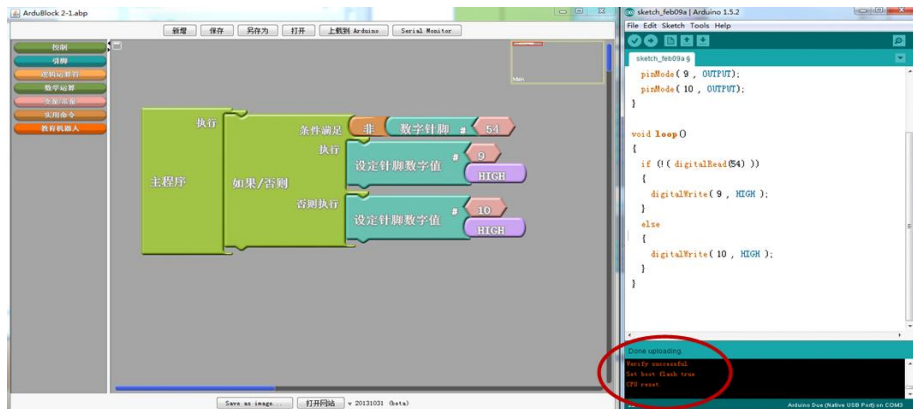 ArduBlock 2-1.abp
新增 保存 另存为 打开 上载到 Arduino Serial Monitor
控制
引脚
逻辑运算符
数学运算
变量/常量
实用命令
教育机器人
Main
主程序
执行
如果/否则
条件满足
非
数字针脚 # 54
执行
设定针脚数字值 # 9
HIGH
否则执行
设定针脚数字值 # 10
HIGH
Save as image... 打开网站 v 20131031 (beta)
sketch_feb09a | Arduino 1.5.2
File Edit Sketch Tools Help
sketch_feb09a §
pinMode( 9 , OUTPUT);
pinMode( 10 , OUTPUT);
}
void loop()
{
if (!( digitalRead(54) ))
{
digitalWrite( 9 , HIGH );
}
else
{
digitalWrite( 10 , HIGH );
}
}
Done uploading.
Verify successful
Set boot flash true
CPU reset.
Arduino Due (Native USB Port) on COM3